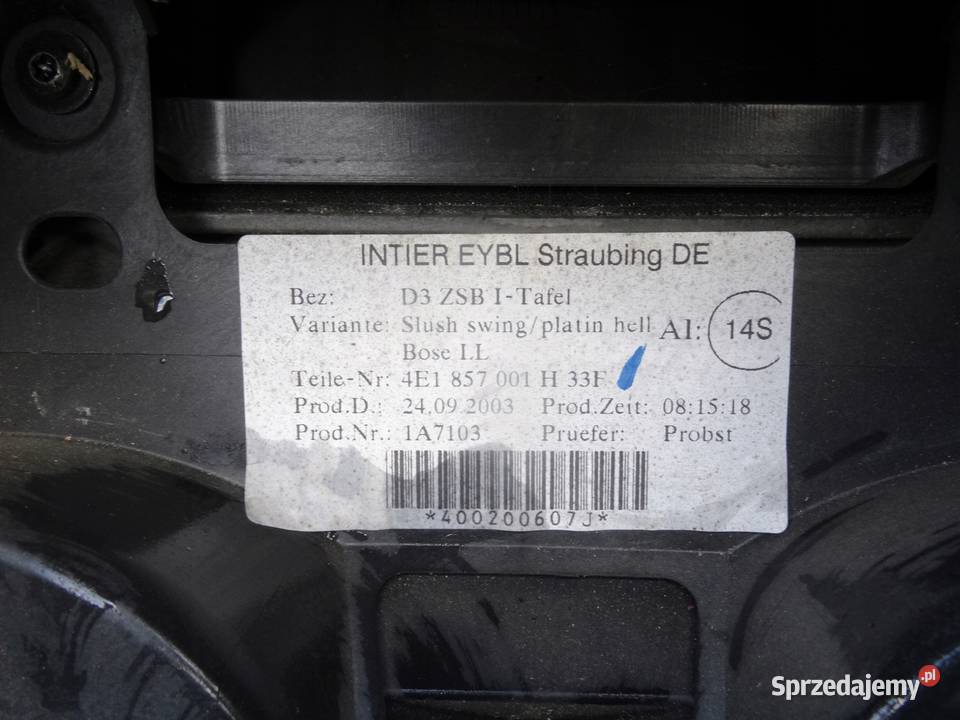 INTIER EYBL Straubing DE
Bez: D3 ZSB I-Tafel
Variante: Slush swing/platin hell AI: 14S
Bose LL
Teile-Nr: 4E1 857 001 H 33F
Prod.D.: 24.09.2003 Prod.Zeit: 08:15:18
Prod.Nr.: 1A7103 Pruefer: Probst
*400200607J*
Sprzedajemy.pl